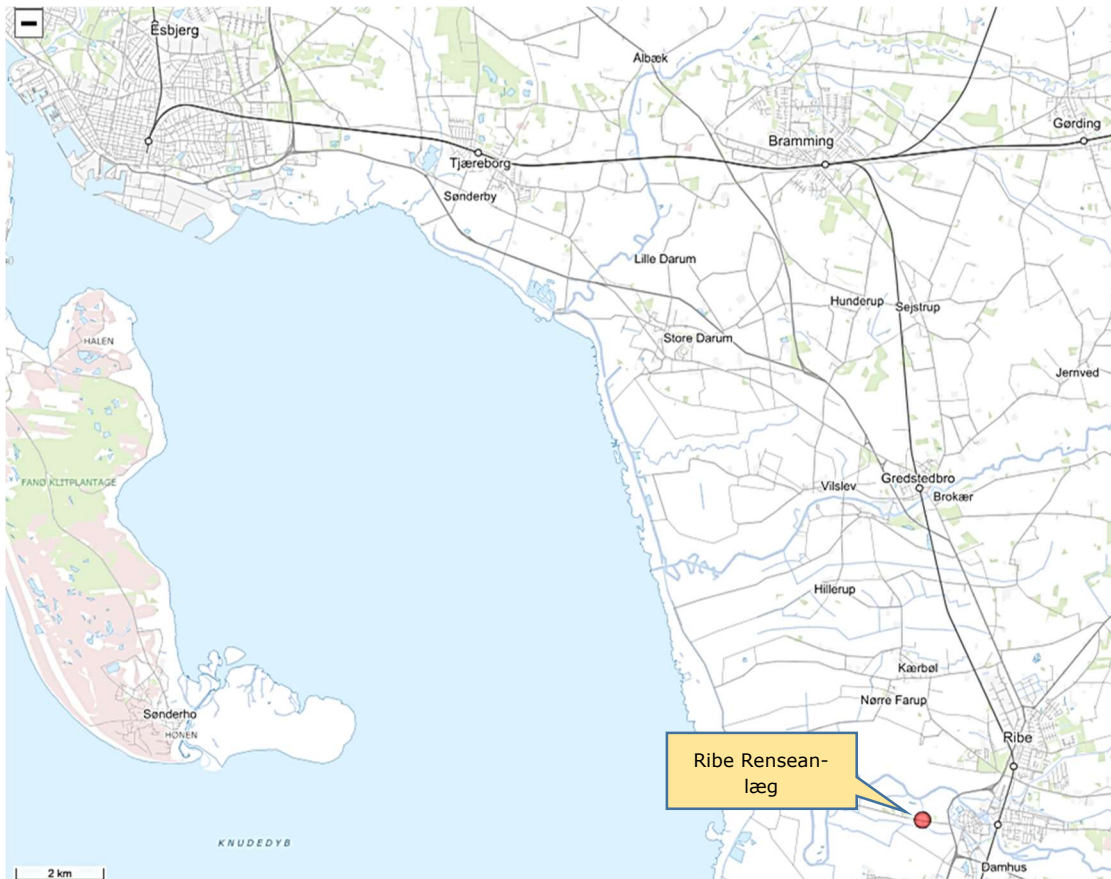 Esbjerg
Albæk
Gørding
Bramming
Tjæreborg
Sønderby
Lille Darum
Hunderup
Sejstrup
HALEN
Store Darum
Jernved
FANØ KLITPLANTAGE
Vilslev
Gredstedbro
Brokær
Hillerup
Kærbøl
Nørre Farup
Sønderho
HØNEN
Ribe
Ribe Rensean-
læg
KNUDEDYB
Damhus
2 km